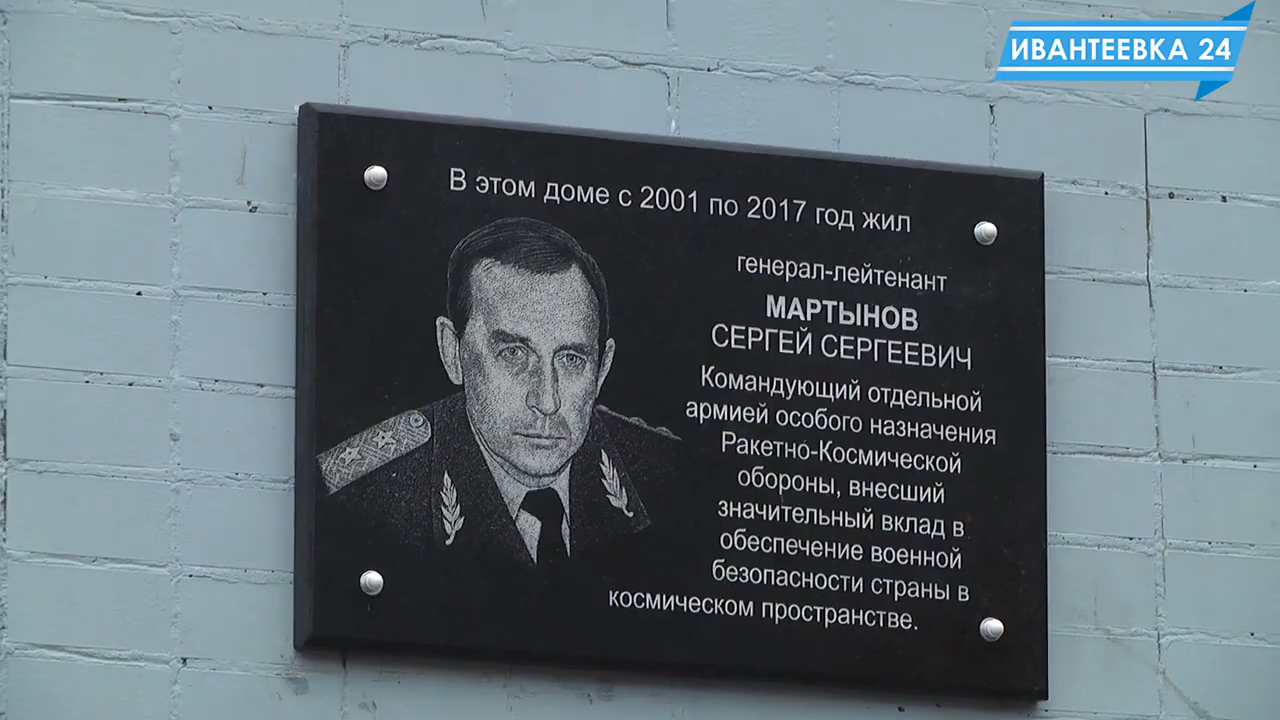 ИВАНТЕЕВКА 24
В этом доме с 2001 по 2017 год жил
генерал-лейтенант
МАРТЫНОВ
СЕРГЕЙ СЕРГЕЕВИЧ
Командующий отдельной
армией особого назначения
Ракетно-Космической
обороны, внесший
значительный вклад в
обеспечение военной
безопасности страны в
космическом пространстве.